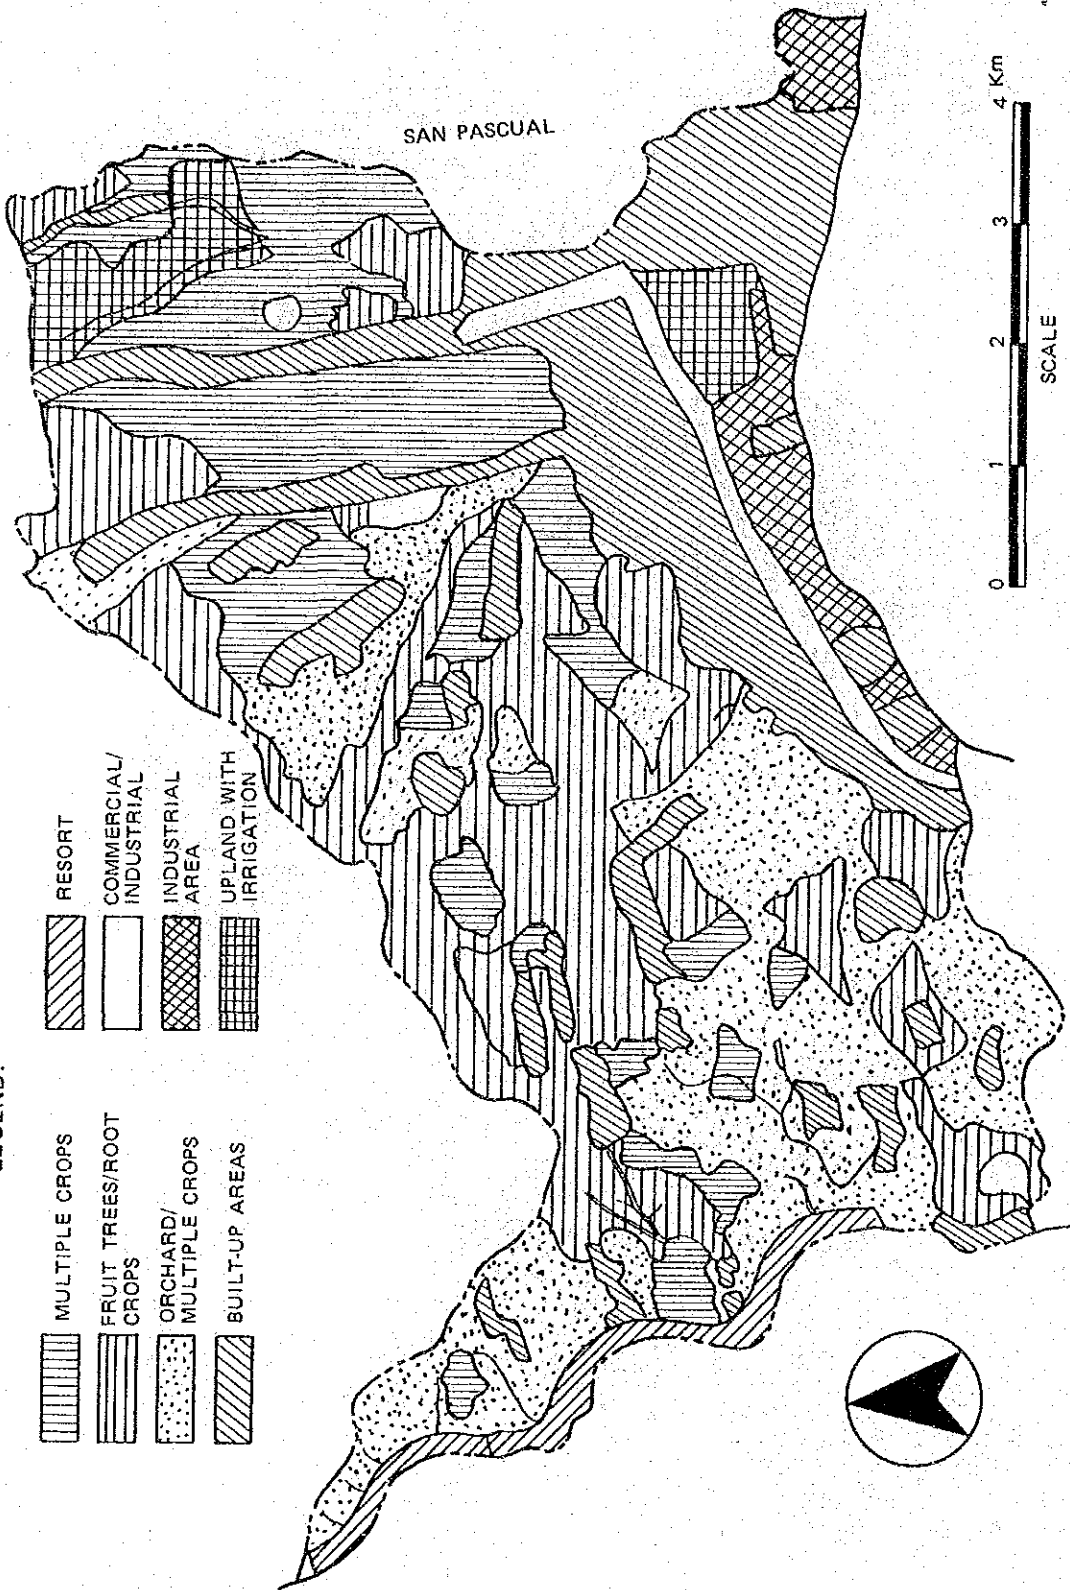 MULTIPLE CROPS
FRUIT TREES/ROOT
CROPS
ORCHARD/
MULTIPLE CROPS
BUILT-UP AREAS
RESORT
COMMERCIAL/
INDUSTRIAL
INDUSTRIAL
AREA
UPLAND WITH
IRRIGATION
SAN PASCUAL
0 1 2 3 4 Km
SCALE